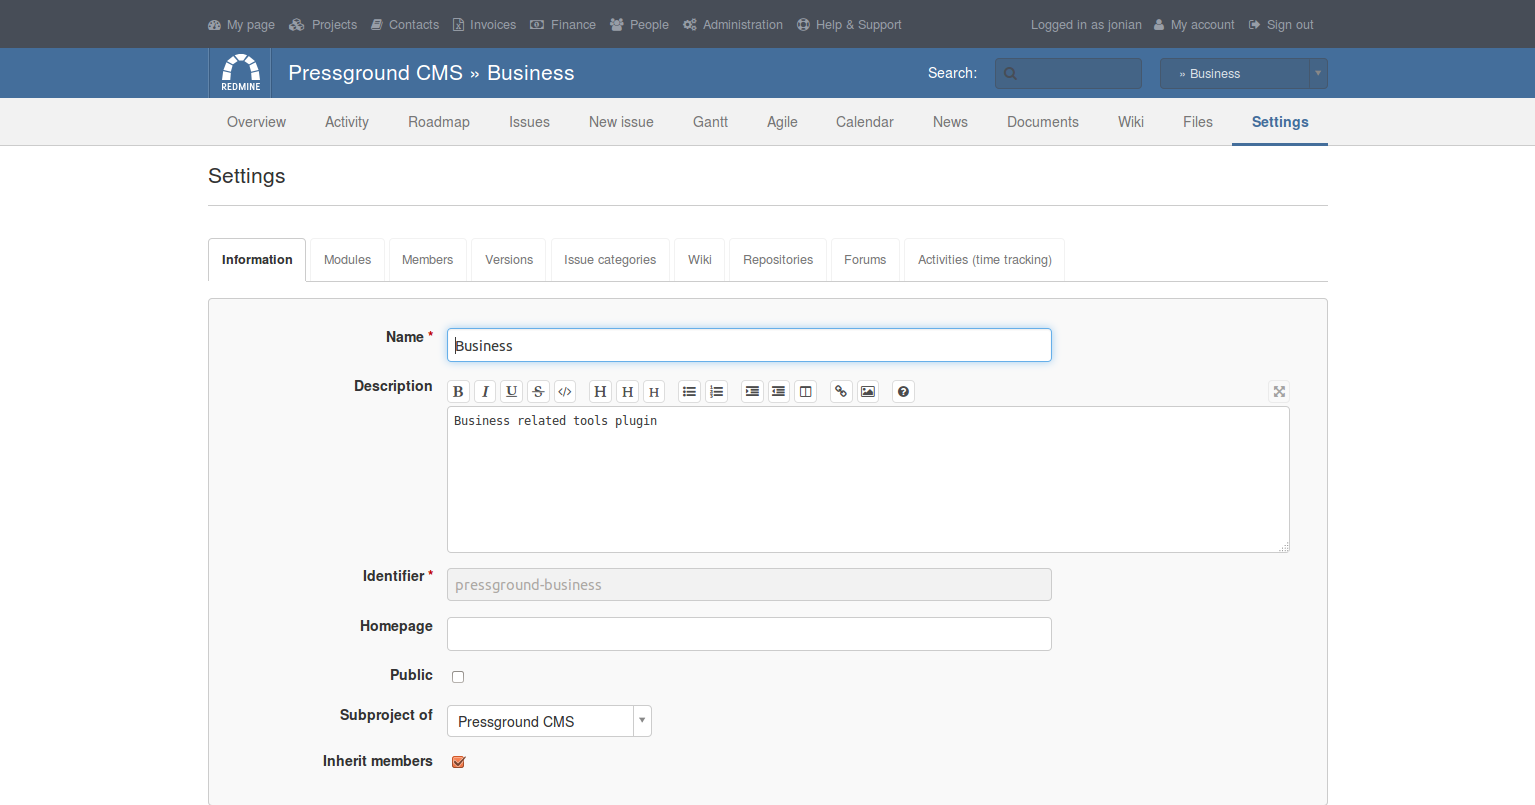 My page Projects Contacts Invoices Finance People Administration Help & Support Logged in as jonian My account Sign out
REDMINE Pressground CMS » Business Search: » Business
Overview Activity Roadmap Issues New issue Gantt Agile Calendar News Documents Wiki Files Settings
Settings
Information Modules Members Versions Issue categories Wiki Repositories Forums Activities (time tracking)
Name * Business
Description B I U S </> H H H
Business related tools plugin
Identifier * pressground-business
Homepage
Public
Subproject of Pressground CMS
Inherit members